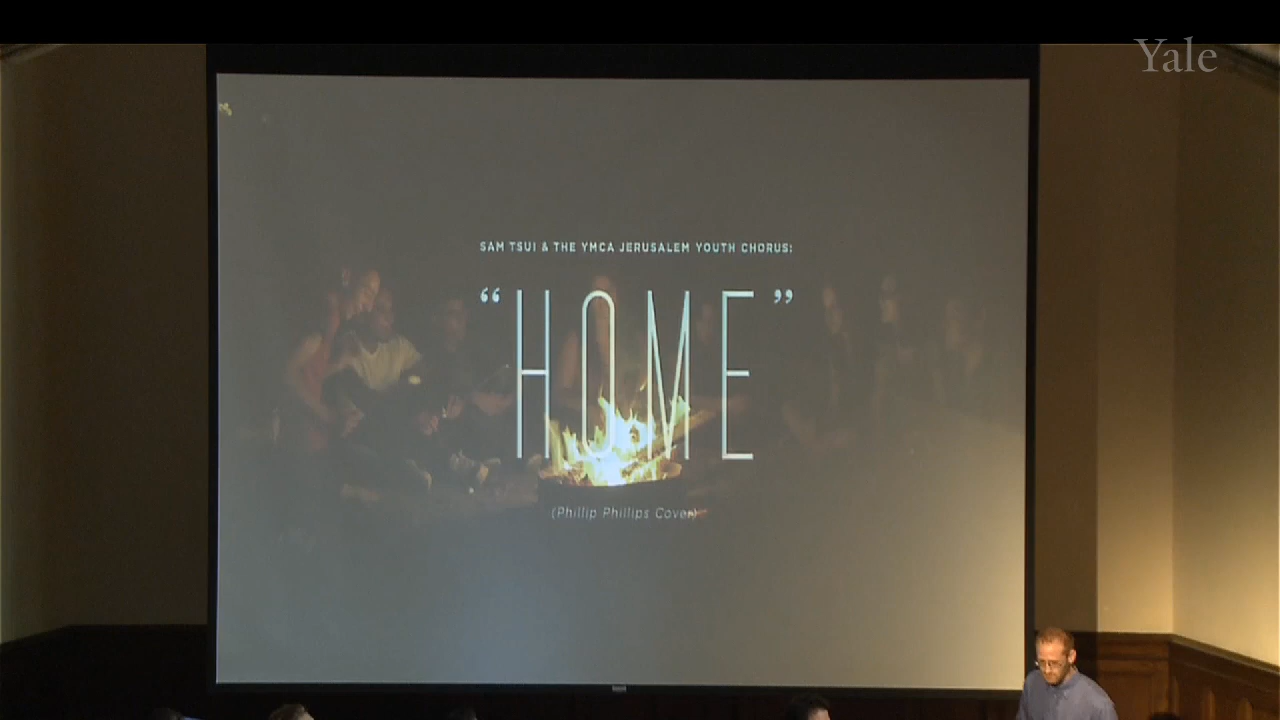 Yale
SAM TSUI & THE YMCA JERUSALEM YOUTH CHORUS:
“HOME”
(Phillip Phillips Cover)